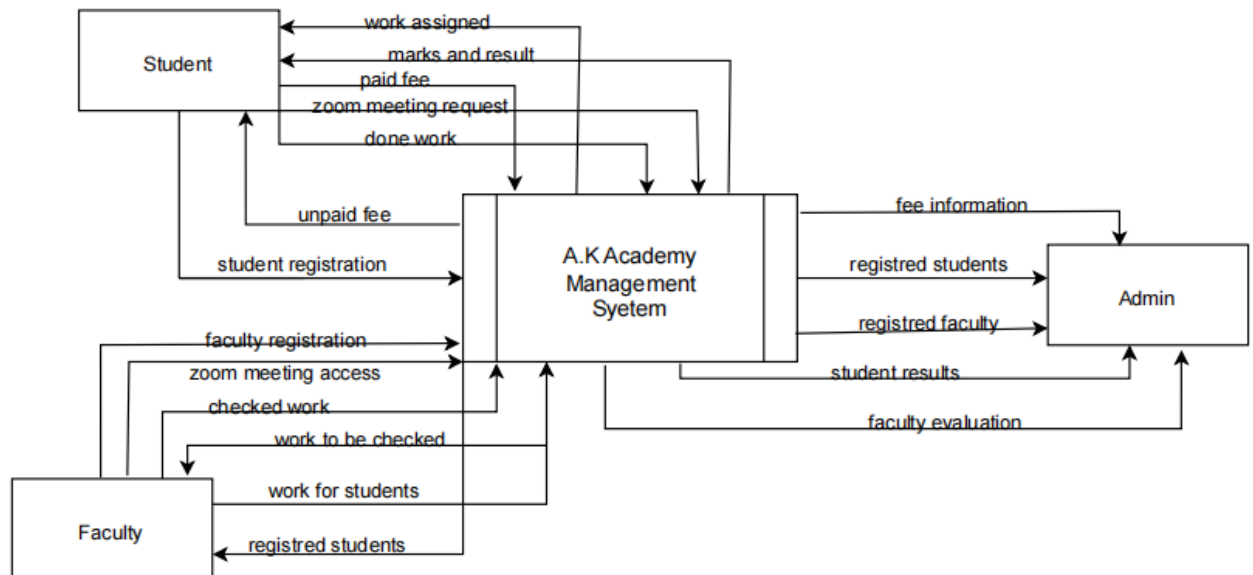 work assigned
Student
marks and result
paid fee
zoom meeting request
done work
unpaid fee
fee information
A.K Academy
Management
Syetem
student registration
registred students
Admin
registred faculty
faculty registration
zoom meeting access
student results
checked work
faculty evaluation
work to be checked
work for students
Faculty
registred students